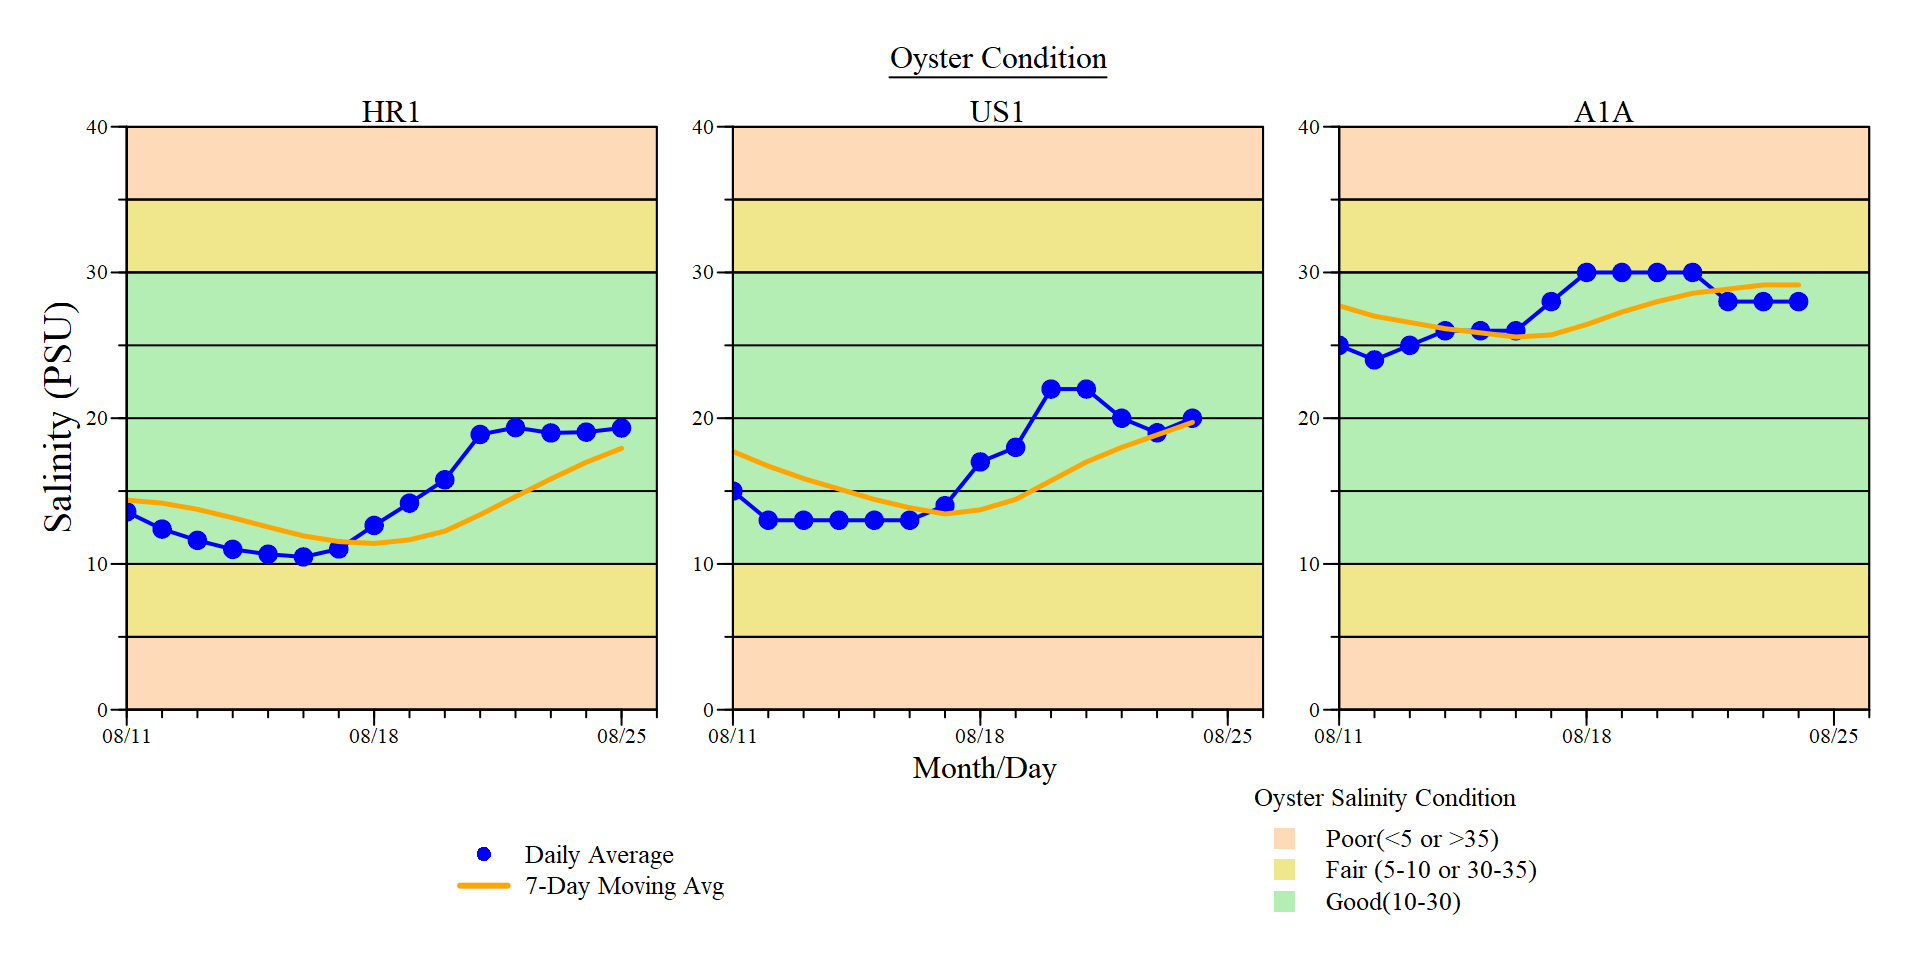 Oyster Condition
HR1
US1
A1A
Salinity (PSU)
40
30
20
10
0
08/11
08/18
08/25
40
30
20
10
0
08/11
08/18
08/25
40
30
20
10
0
08/11
08/18
08/25
Month/Day
Daily Average
7-Day Moving Avg
Oyster Salinity Condition
Poor(<5 or >35)
Fair (5-10 or 30-35)
Good(10-30)